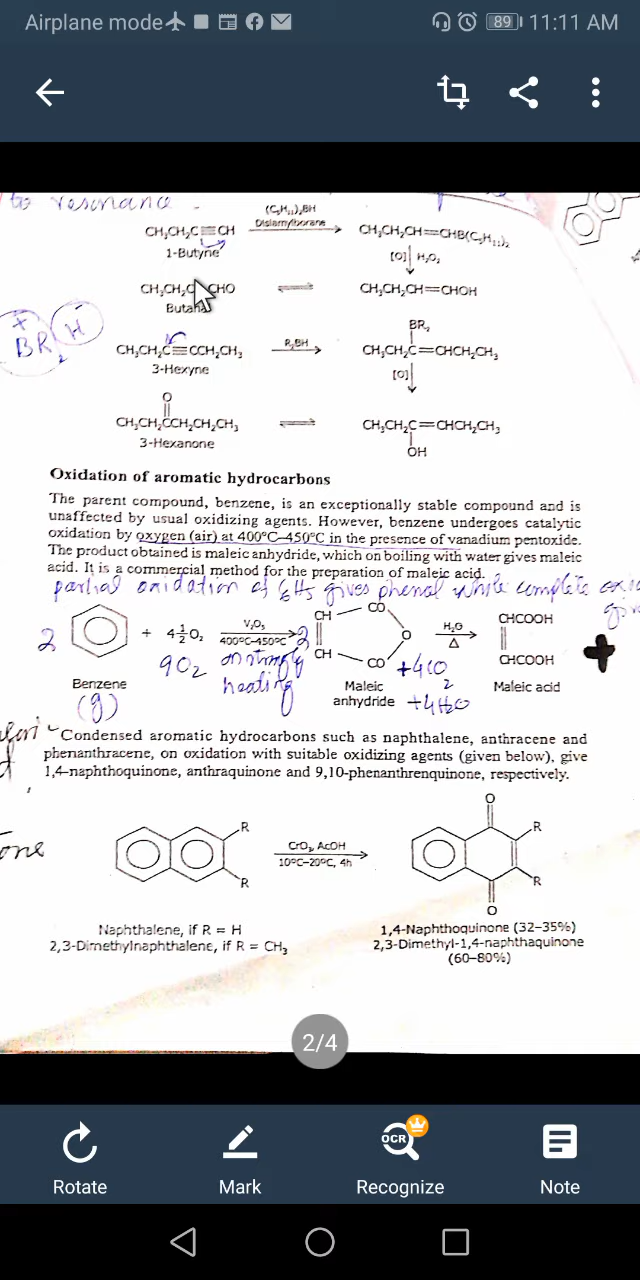 Airplane mode 89 11:11 AM
to resonance.
(C₅H₁₁)₂BH
CH₃CH₂C≡CH Disiamylborane CH₃CH₂CH=CHB(C₅H₁₁)₂
1-Butyne [O] H₂O₂
CH₃CH₂C CHO ⇌ CH₃CH₂CH=CHOH
Butanal
BR₂
+ BR₂ H⁻
CH₃CH₂C≡CCH₂CH₃ R₂BH CH₃CH₂C=CHCH₂CH₃
3-Hexyne [O]
O
CH₃CH₂CCH₂CH₂CH₃ ⇌ CH₃CH₂C=CHCH₂CH₃
3-Hexanone OH
Oxidation of aromatic hydrocarbons
The parent compound, benzene, is an exceptionally stable compound and is
unaffected by usual oxidizing agents. However, benzene undergoes catalytic
oxidation by oxygen (air) at 400°C–450°C in the presence of vanadium pentoxide.
The product obtained is maleic anhydride, which on boiling with water gives maleic
acid. It is a commercial method for the preparation of maleic acid.
partial oxidation of C₆H₅ gives phenol while complete
CH CO CHCOOH
2 + 4½O₂ V₂O₅ 2 O H₂O
400°C–450°C Δ
9O₂ on strongly CH CO +4CO₂ CHCOOH +
heating
Benzene Maleic Maleic acid
(g) anhydride +4H₂O
Condensed aromatic hydrocarbons such as naphthalene, anthracene and
phenanthracene, on oxidation with suitable oxidizing agents (given below), give
1,4-naphthoquinone, anthraquinone and 9,10-phenanthrenquinone, respectively.
O
R CrO₃, AcOH R
R 10°C–20°C, 4h R
O
Naphthalene, if R = H 1,4-Naphthoquinone (32–35%)
2,3-Dimethylnaphthalene, if R = CH₃ 2,3-Dimethyl-1,4-naphthaquinone
(60–80%)
2/4
OCR
Rotate Mark Recognize Note